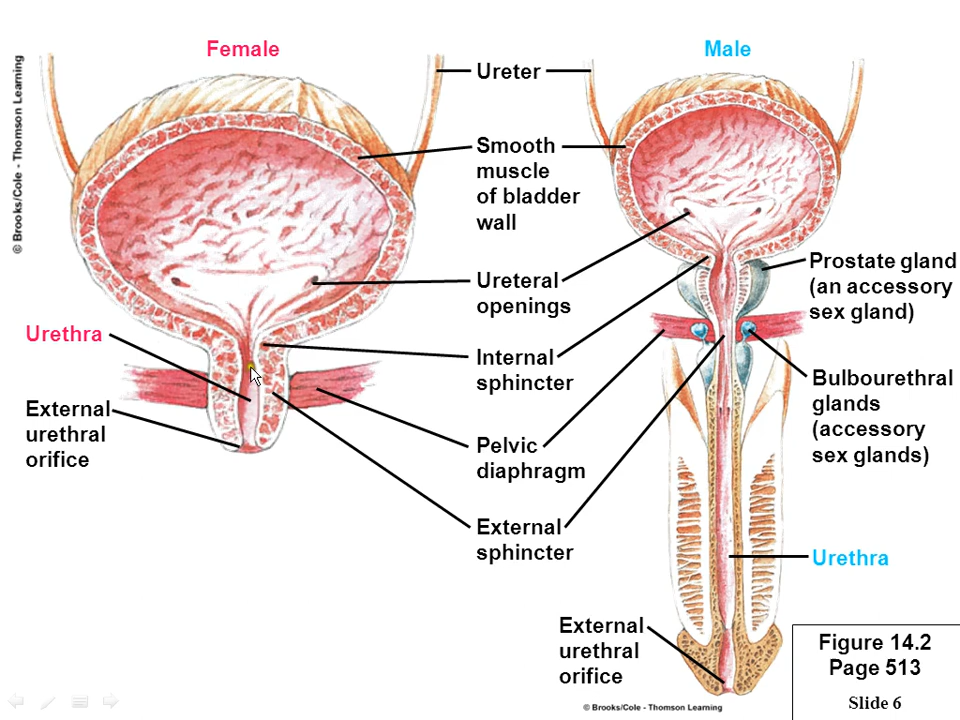 Female
Male
© Brooks/Cole - Thomson Learning
Ureter
Smooth
muscle
of bladder
wall
Ureteral
openings
Prostate gland
(an accessory
sex gland)
Urethra
Internal
sphincter
Bulbourethral
glands
(accessory
sex glands)
External
urethral
orifice
Pelvic
diaphragm
External
sphincter
Urethra
External
urethral
orifice
Figure 14.2
Page 513
Slide 6
© Brooks/Cole - Thomson Learning